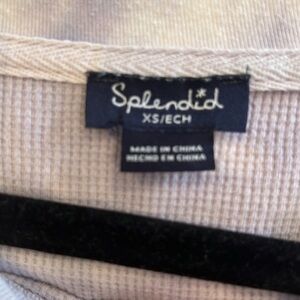 Splendid
XS/ECH
MADE IN CHINA
HECHO EN CHINA